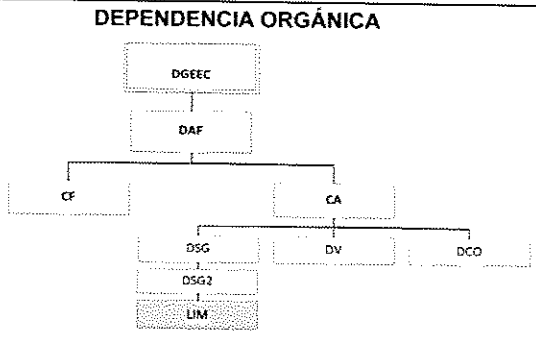 DEPENDENCIA ORGÁNICA
DGEEC
DAF
CF
CA
DSG
DV
DCO
DSG2
LIM